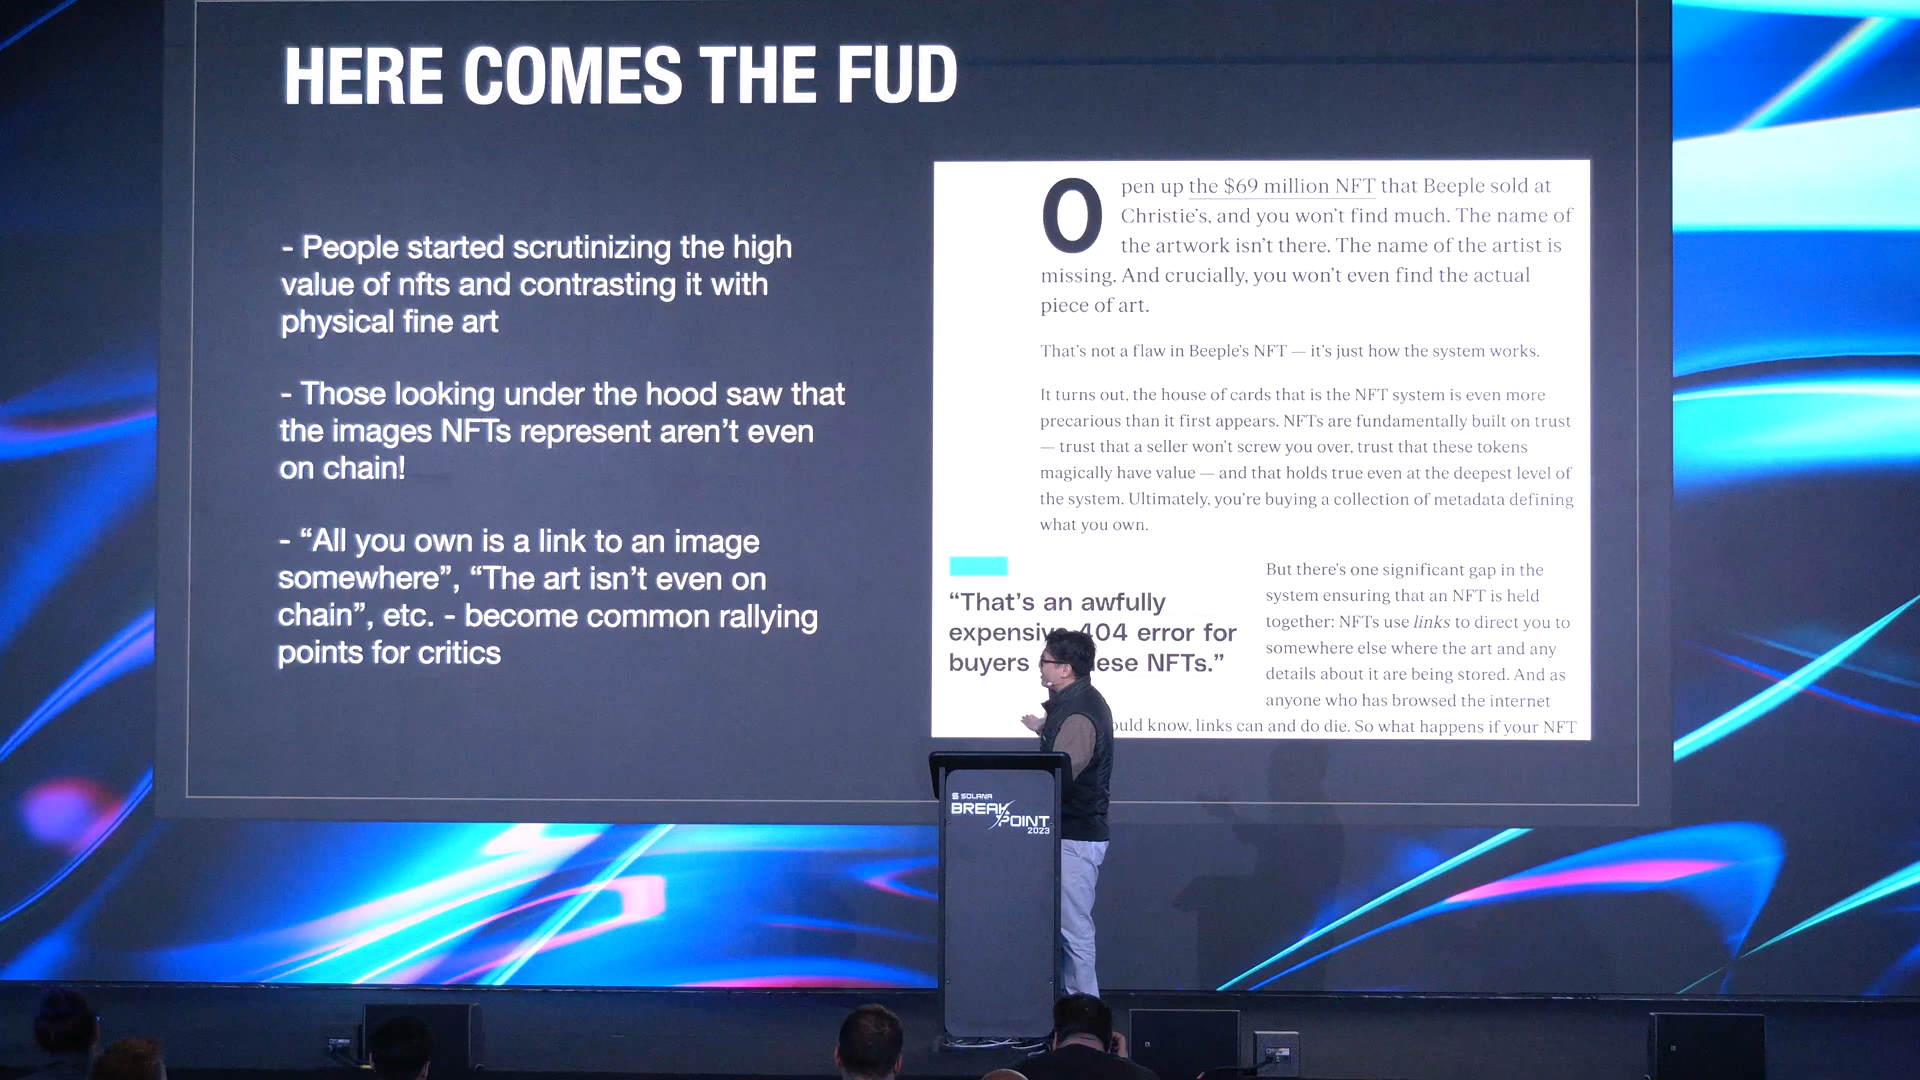 HERE COMES THE FUD
- People started scrutinizing the high
value of nfts and contrasting it with
physical fine art
- Those looking under the hood saw that
the images NFTs represent aren't even
on chain!
- “All you own is a link to an image
somewhere”, “The art isn't even on
chain”, etc. - become common rallying
points for critics
Open up the $69 million NFT that Beeple sold at
Christie's, and you won't find much. The name of
the artwork isn't there. The name of the artist is
missing. And crucially, you won't even find the actual
piece of art.
That's not a flaw in Beeple's NFT — it's just how the system works.
It turns out, the house of cards that is the NFT system is even more
precarious than it first appears. NFTs are fundamentally built on trust
— trust that a seller won't screw you over, trust that these tokens
magically have value — and that holds true even at the deepest level of
the system. Ultimately, you're buying a collection of metadata defining
what you own.
“That's an awfully
expensive 404 error for
buyers ese NFTs.”
But there's one significant gap in the
system ensuring that an NFT is held
together: NFTs use links to direct you to
somewhere else where the art and any
details about it are being stored. And as
anyone who has browsed the internet
ould know, links can and do die. So what happens if your NFT
SOLANA
BREAK
POINT
2023